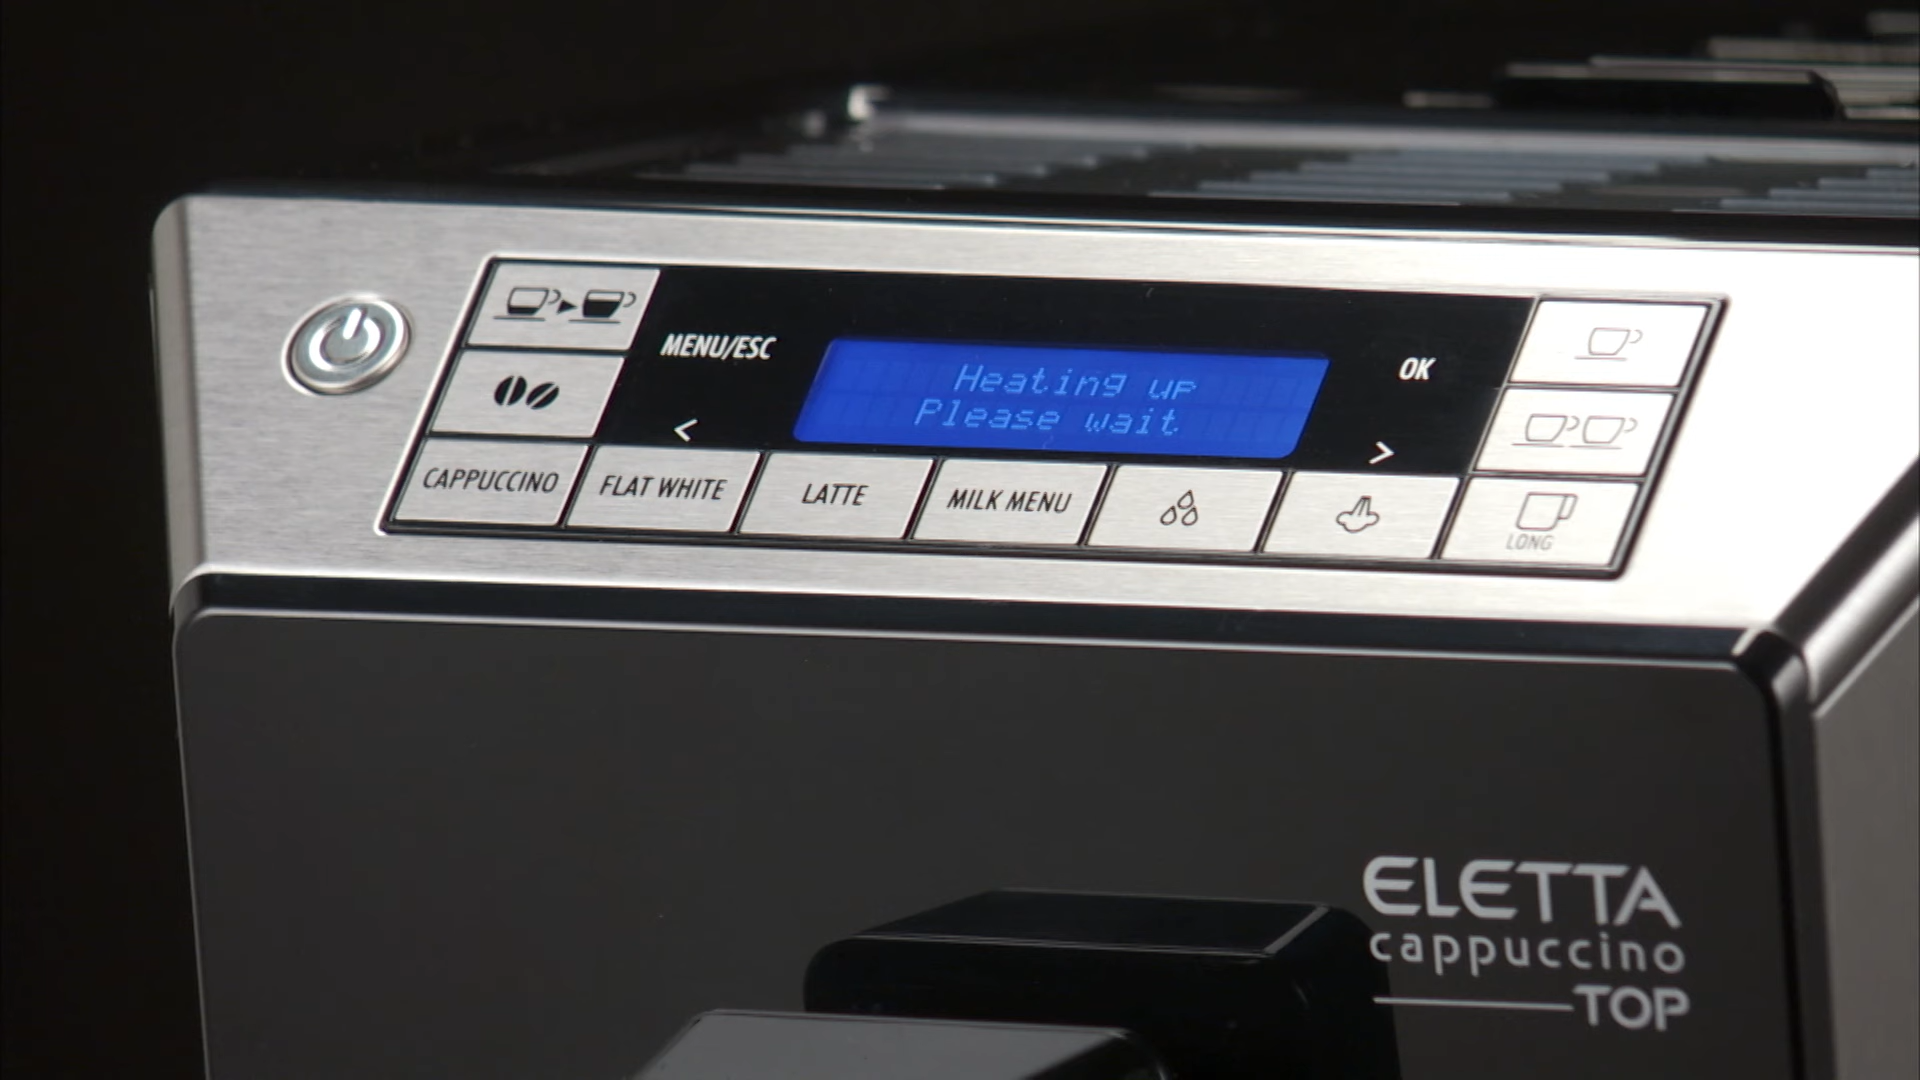 MENU/ESC
OK
Heating up
Please wait
<
>
CAPPUCCINO
FLAT WHITE
LATTE
MILK MENU
LONG
ELETTA
cappuccino
TOP